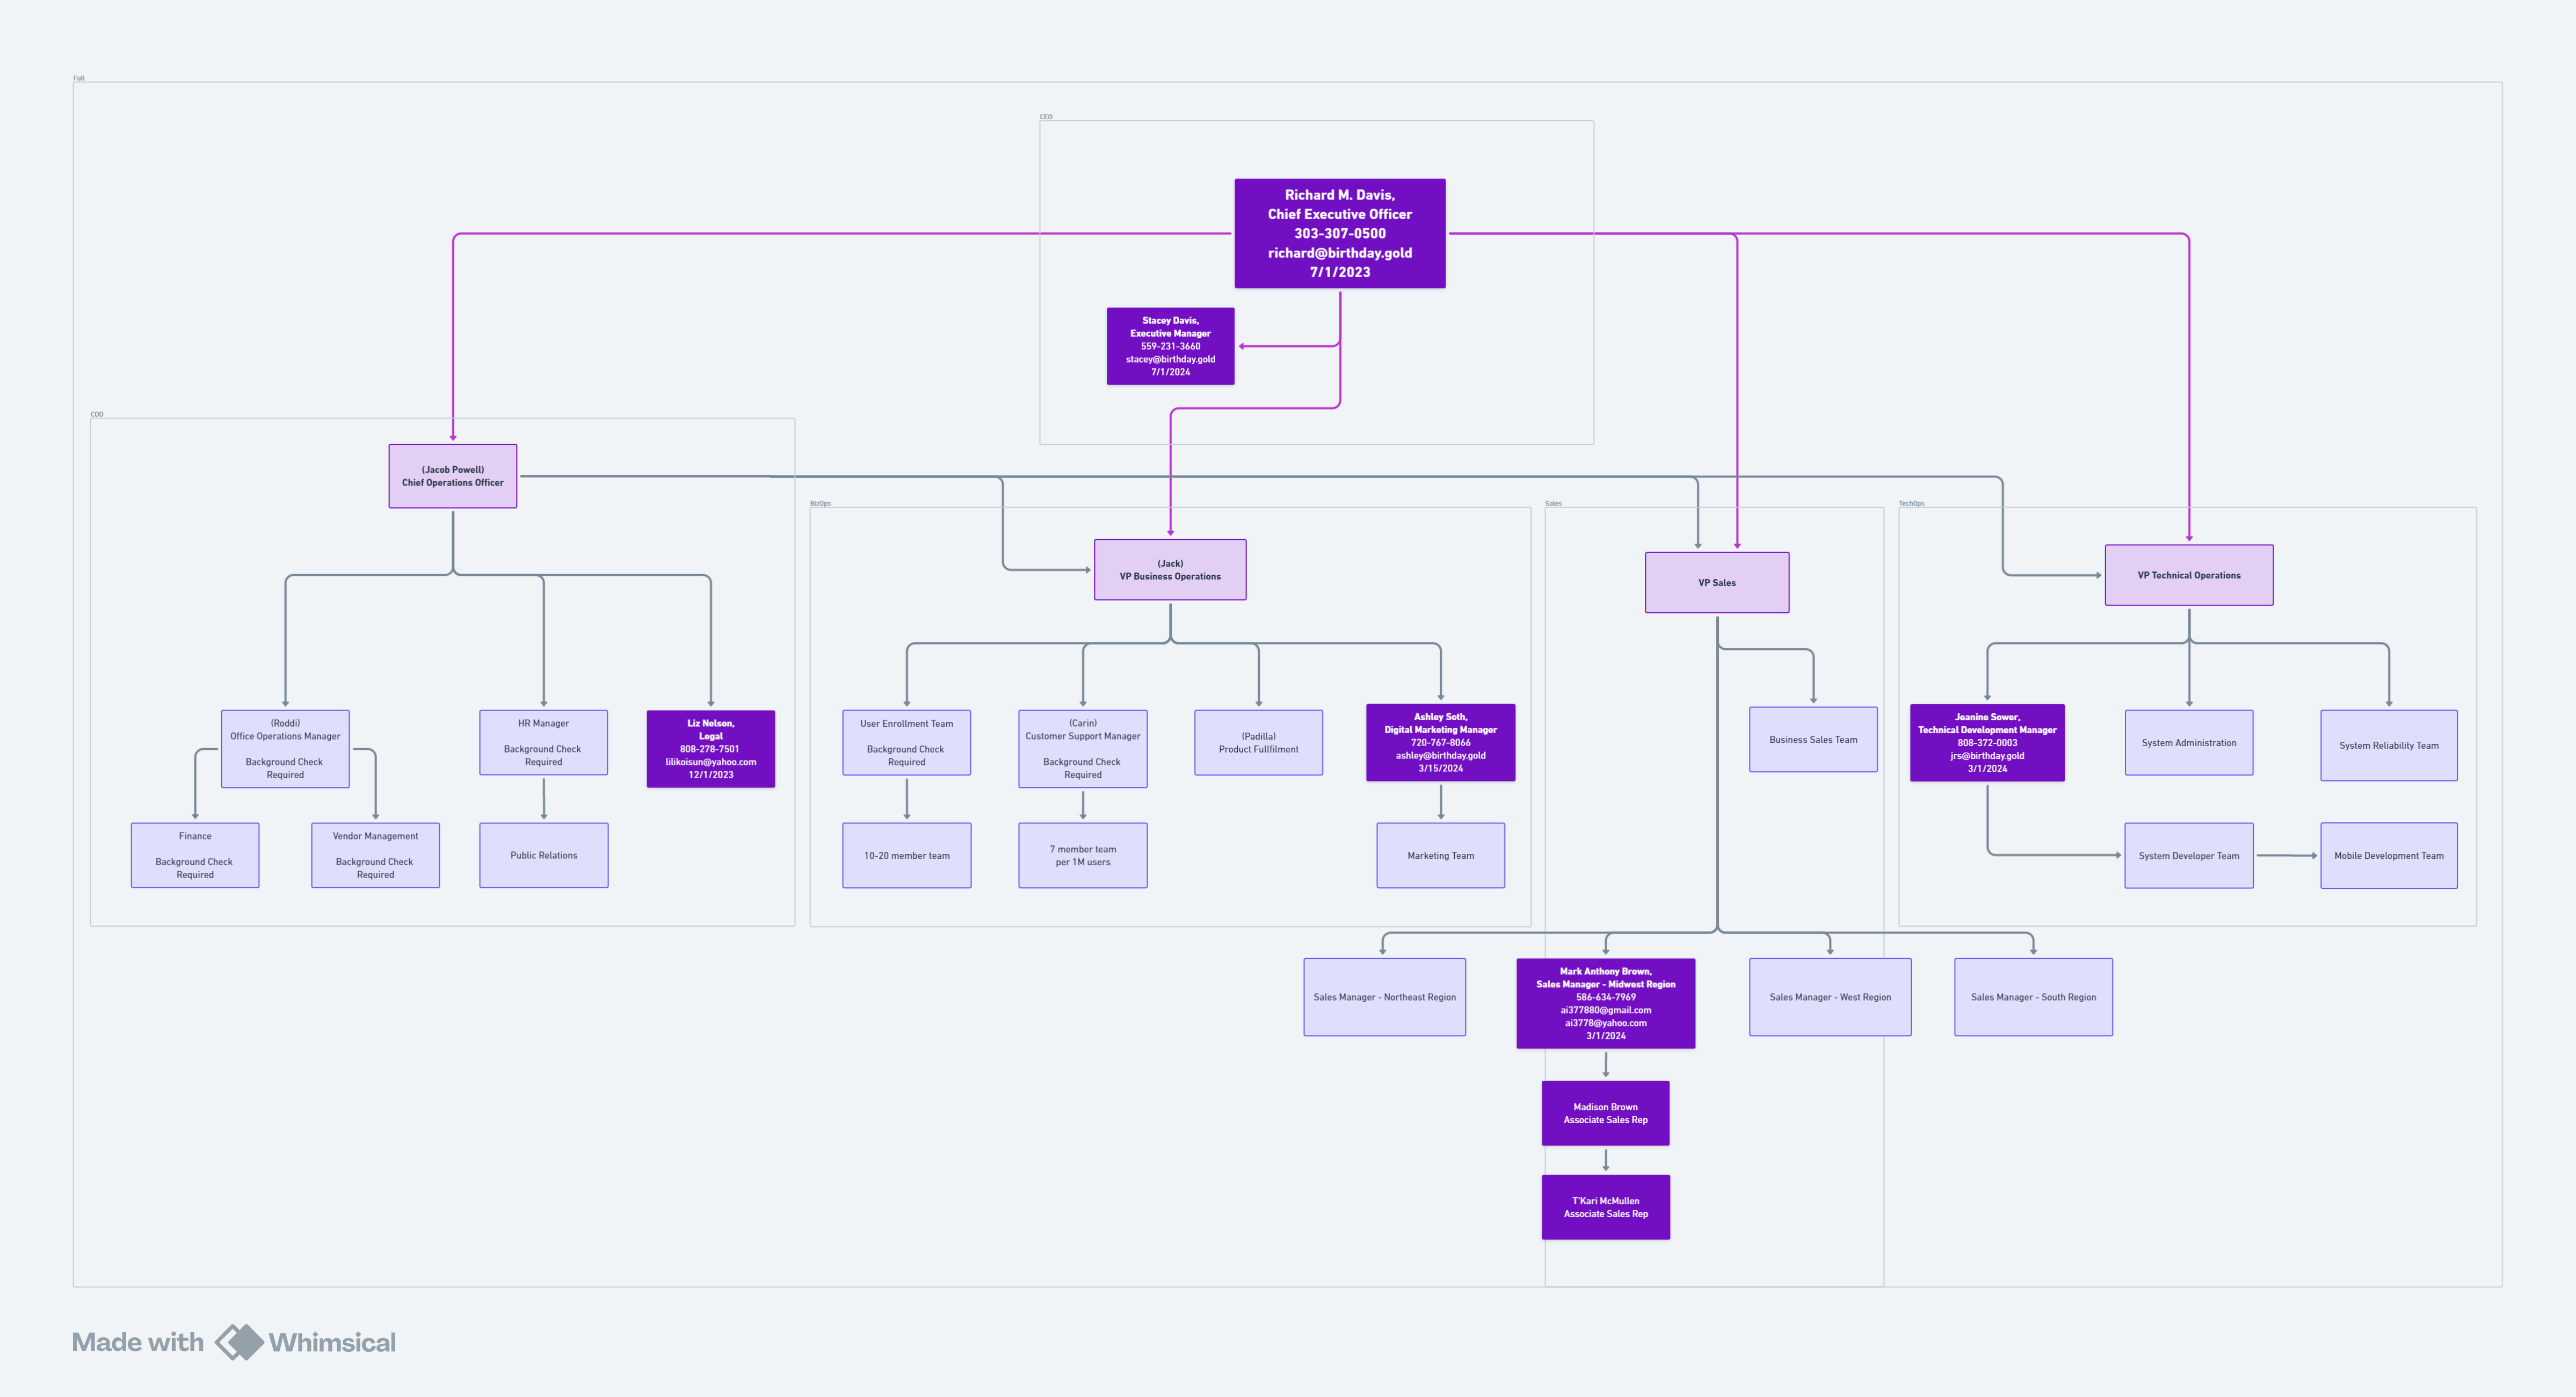 Full
CEO
Richard M. Davis,
Chief Executive Officer
303-307-0500
richard@birthday.gold
7/1/2023
Stacey Davis,
Executive Manager
559-231-3660
stacey@birthday.gold
7/1/2024
COO
(Jacob Powell)
Chief Operations Officer
BizOps
Sales
TechOps
(Jack)
VP Business Operations
VP Sales
VP Technical Operations
(Roddi)
Office Operations Manager
Background Check
Required
HR Manager
Background Check
Required
Liz Nelson,
Legal
808-278-7501
lilikoisun@yahoo.com
12/1/2023
User Enrollment Team
Background Check
Required
(Carin)
Customer Support Manager
Background Check
Required
(Padilla)
Product Fullfilment
Ashley Soth,
Digital Marketing Manager
720-767-8066
ashley@birthday.gold
3/15/2024
Business Sales Team
Jeanine Sower,
Technical Development Manager
808-372-0003
jrs@birthday.gold
3/1/2024
System Administration
System Reliability Team
Finance
Background Check
Required
Vendor Management
Background Check
Required
Public Relations
10-20 member team
7 member team
per 1M users
Marketing Team
System Developer Team
Mobile Development Team
Sales Manager - Northeast Region
Mark Anthony Brown,
Sales Manager - Midwest Region
586-634-7969
ai377880@gmail.com
ai3778@yahoo.com
3/1/2024
Sales Manager - West Region
Sales Manager - South Region
Madison Brown
Associate Sales Rep
T'Kari McMullen
Associate Sales Rep
Made with Whimsical